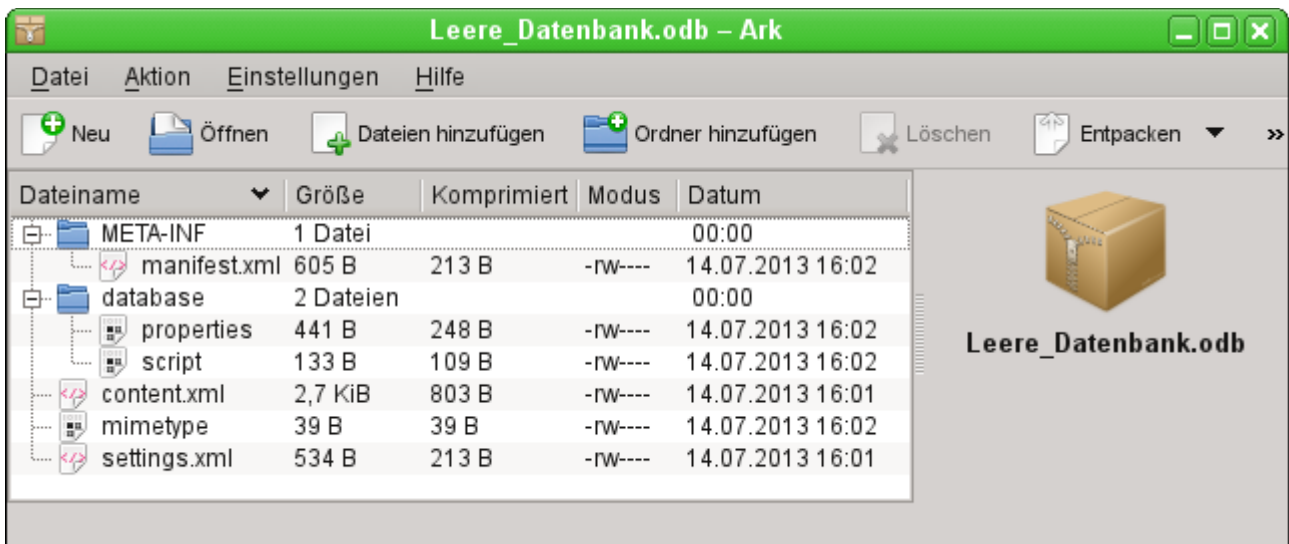 Leere_Datenbank.odb – Ark
Datei Aktion Einstellungen Hilfe
Neu Öffnen Dateien hinzufügen Ordner hinzufügen Löschen Entpacken »
Dateiname Größe Komprimiert Modus Datum
META-INF 1 Datei 00:00
manifest.xml 605 B 213 B -rw---- 14.07.2013 16:02
database 2 Dateien 00:00
properties 441 B 248 B -rw---- 14.07.2013 16:02
script 133 B 109 B -rw---- 14.07.2013 16:02
content.xml 2,7 KiB 803 B -rw---- 14.07.2013 16:01
mimetype 39 B 39 B -rw---- 14.07.2013 16:02
settings.xml 534 B 213 B -rw---- 14.07.2013 16:01
Leere_Datenbank.odb